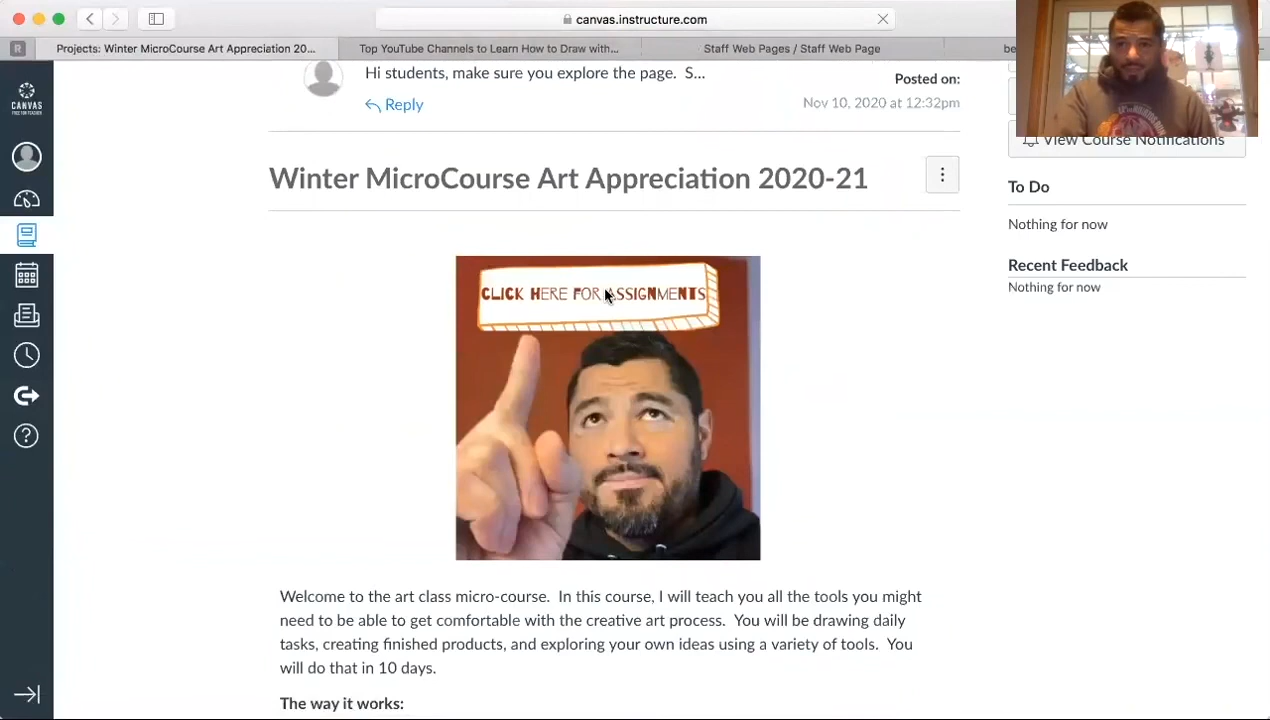 canvas.instructure.com
R
Projects: Winter MicroCourse Art Appreciation 20...
Top YouTube Channels to Learn How to Draw with...
Staff Web Pages / Staff Web Page
be
CANVAS
FREE FOR TEACHER
Hi students, make sure you explore the page.  S...
Reply
Posted on:
Nov 10, 2020 at 12:32pm
View Course Notifications
Winter MicroCourse Art Appreciation 2020-21
To Do
Nothing for now
Recent Feedback
Nothing for now
CLICK HERE FOR ASSIGNMENTS
Welcome to the art class micro-course.  In this course, I will teach you all the tools you might
need to be able to get comfortable with the creative art process.  You will be drawing daily
tasks, creating finished products, and exploring your own ideas using a variety of tools.  You
will do that in 10 days.
The way it works: